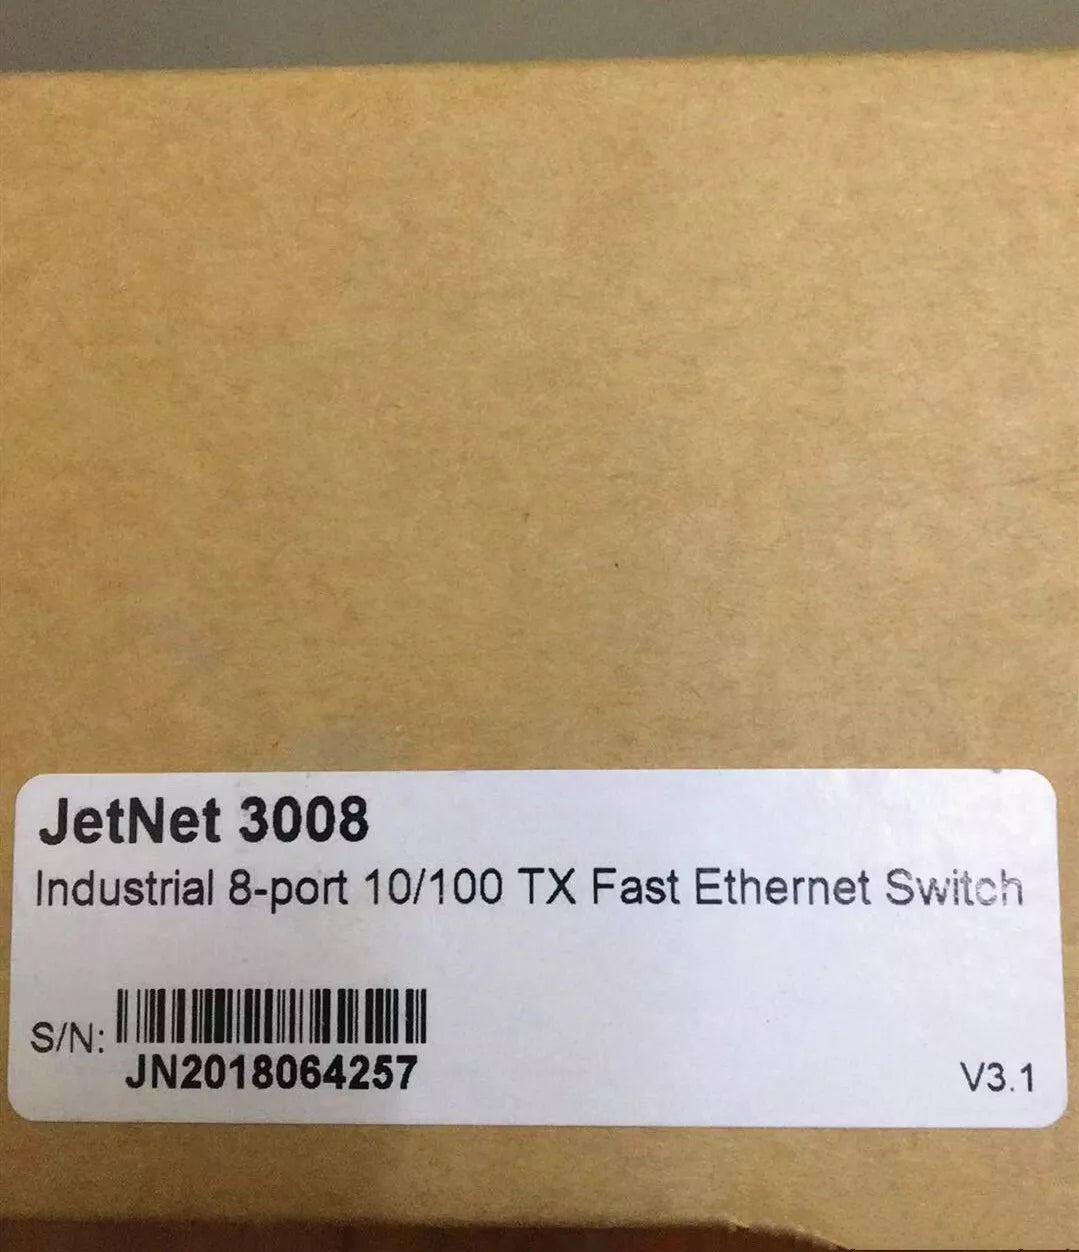 JetNet 3008
Industrial 8-port 10/100 TX Fast Ethernet Switch
S/N:
JN2018064257
V3.1